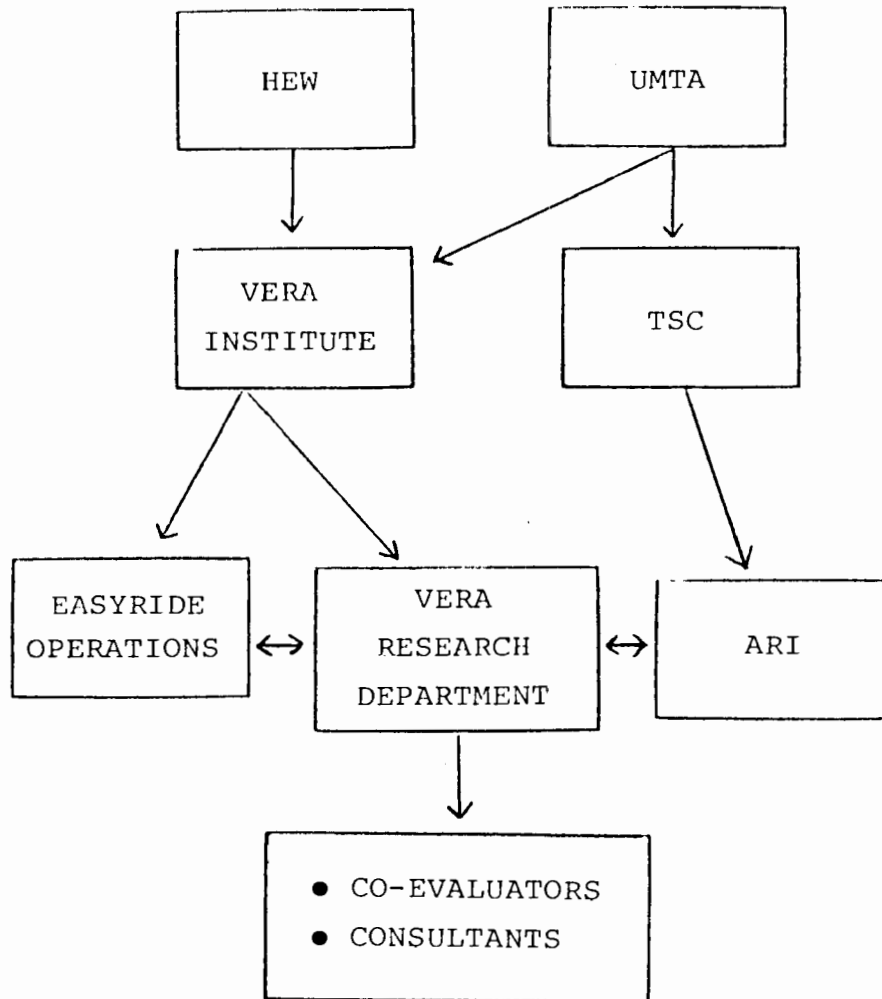 HEW
UMTA
VERA
INSTITUTE
TSC
EASYRIDE
OPERATIONS
VERA
RESEARCH
DEPARTMENT
ARI
• CO-EVALUATORS
• CONSULTANTS